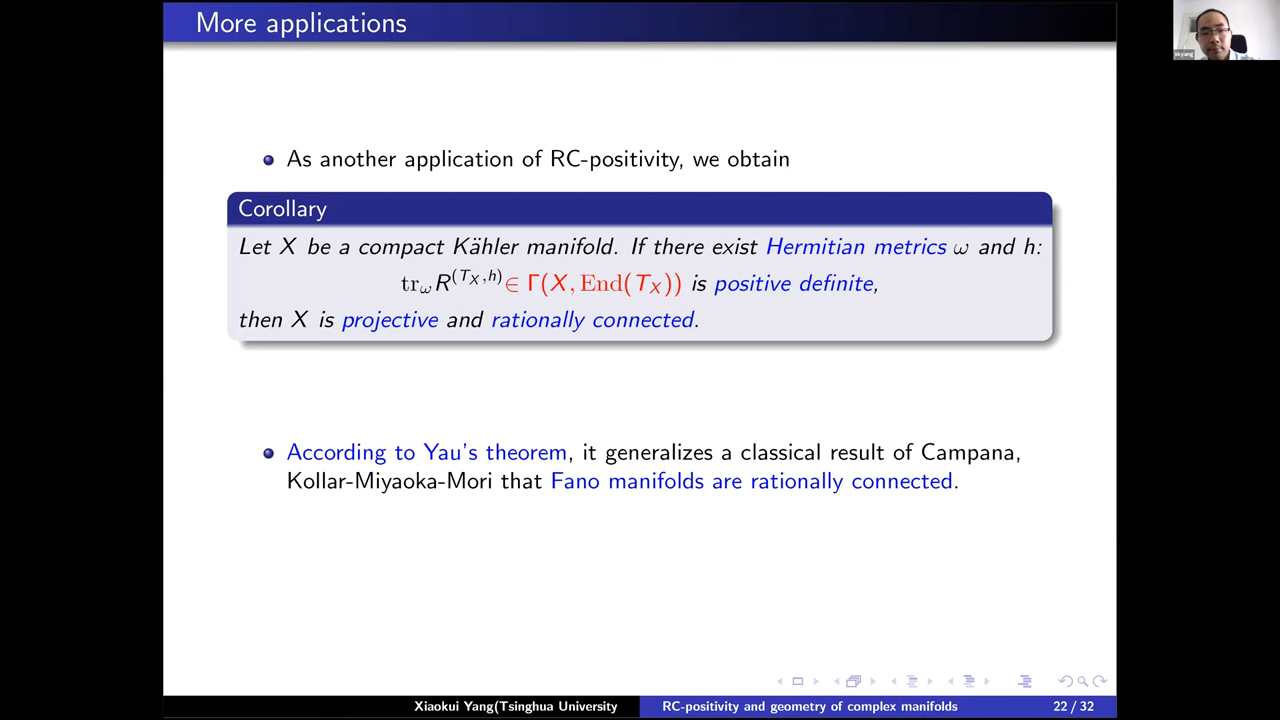 More applications
xkyang
As another application of RC-positivity, we obtain
Corollary
Let X be a compact Kähler manifold. If there exist Hermitian metrics ω and h:
tr_ω R^(T_X,h) ∈ Γ(X, End(T_X)) is positive definite,
then X is projective and rationally connected.
According to Yau's theorem, it generalizes a classical result of Campana,
Kollar-Miyaoka-Mori that Fano manifolds are rationally connected.
Xiaokui Yang(Tsinghua University
RC-positivity and geometry of complex manifolds
22 / 32